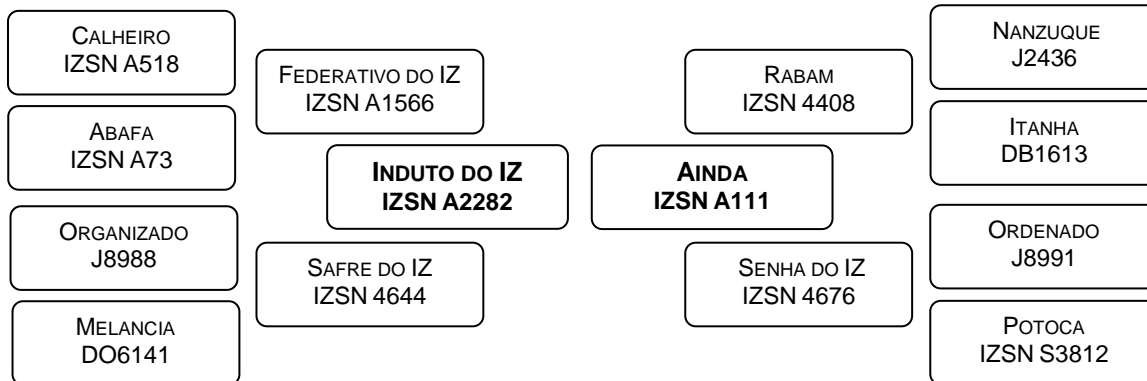 CALHEIRO
IZSN A518
ABAFA
IZSN A73
ORGANIZADO
J8988
MELANCIA
DO6141
FEDERATIVO DO IZ
IZSN A1566
SAFRE DO IZ
IZSN 4644
INDUTO DO IZ
IZSN A2282
AINDA
IZSN A111
RABAM
IZSN 4408
SENHA DO IZ
IZSN 4676
NANZUQUE
J2436
ITANHA
DB1613
ORDENADO
J8991
POTOCA
IZSN S3812